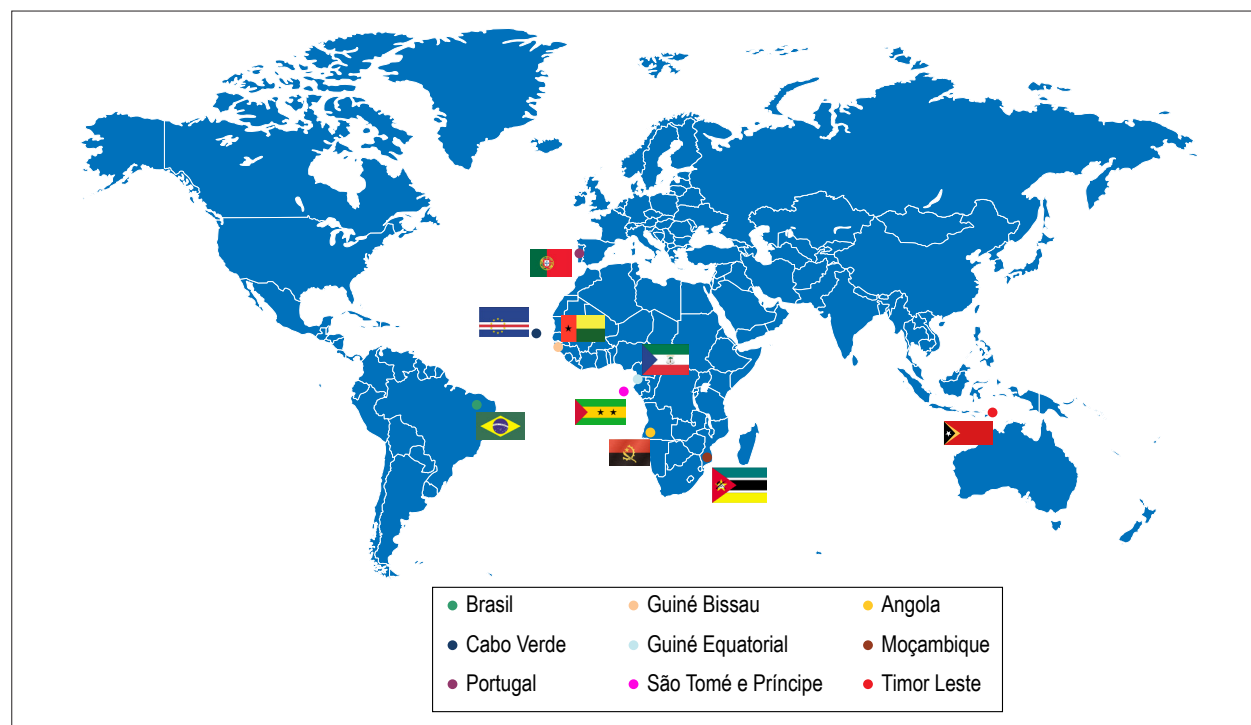 Brasil
Guiné Bissau
Angola
Cabo Verde
Guiné Equatorial
Moçambique
Portugal
São Tomé e Príncipe
Timor Leste